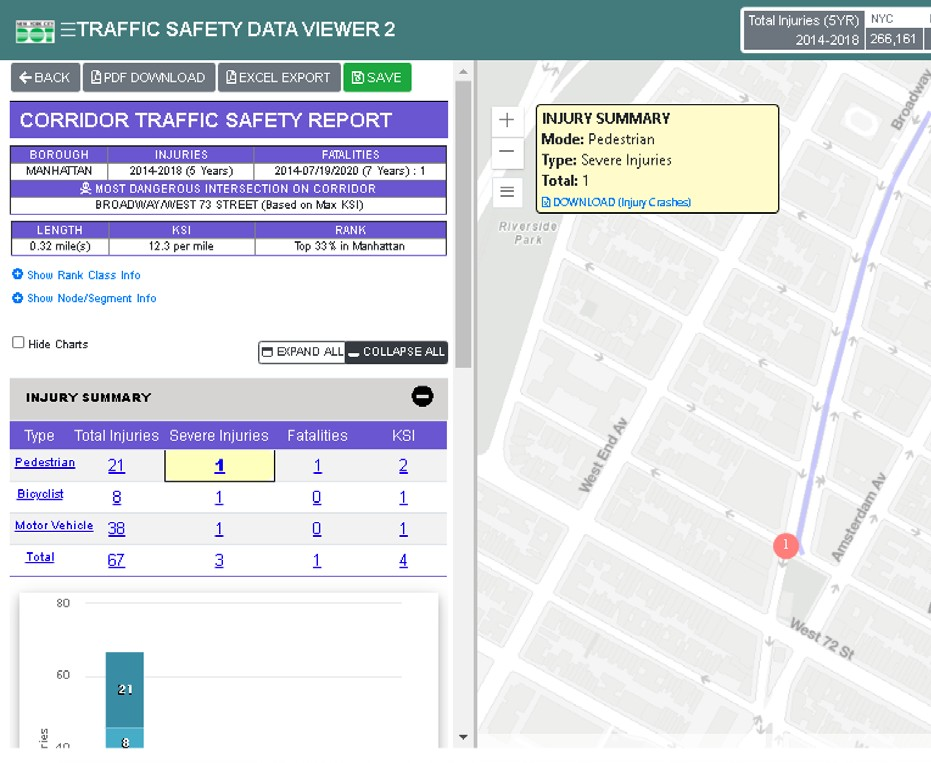 NEW YORK CITY
DOT
TRAFFIC SAFETY DATA VIEWER 2
Total Injuries (5YR)
2014-2018
NYC
266,161
BACK
PDF DOWNLOAD
EXCEL EXPORT
SAVE
CORRIDOR TRAFFIC SAFETY REPORT
BOROUGH INJURIES FATALITIES
MANHATTAN 2014-2018 (5 Years) 2014-07/19/2020 (7 Years) : 1
MOST DANGEROUS INTERSECTION ON CORRIDOR
BROADWAY/WEST 73 STREET (Based on Max KSI)
LENGTH KSI RANK
0.32 mile(s) 12.3 per mile Top 33% in Manhattan
Show Rank Class Info
Show Node/Segment Info
Hide Charts
EXPAND ALL COLLAPSE ALL
INJURY SUMMARY
Type Total Injuries Severe Injuries Fatalities KSI
Pedestrian 21 1 1 2
Bicyclist 8 1 0 1
Motor Vehicle 38 1 0 1
Total 67 3 1 4
80
60
40
21
8
INJURY SUMMARY
Mode: Pedestrian
Type: Severe Injuries
Total: 1
DOWNLOAD (Injury Crashes)
Broadway
Riverside
Park
West End Av
Amsterdam Av
1
West 72 St